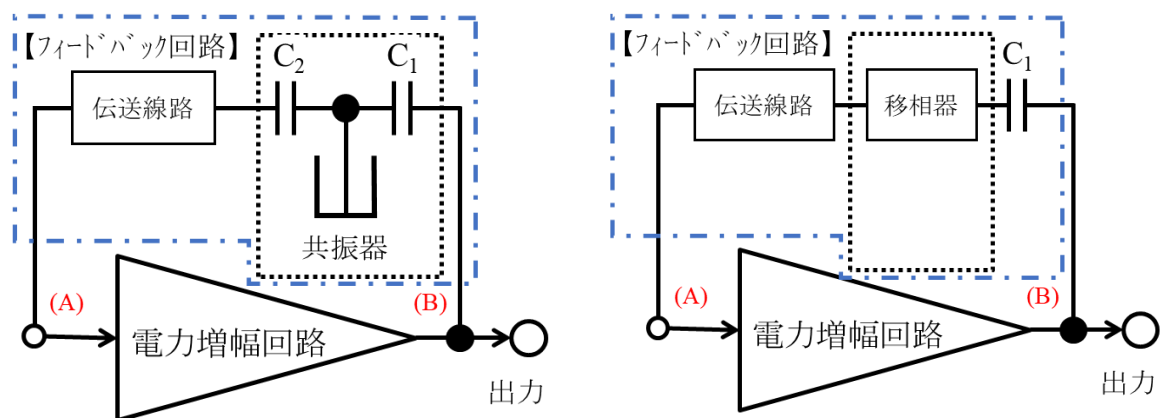 【フィードバック回路】
C2
C1
伝送線路
共振器
(A)
(B)
電力増幅回路
出力
【フィードバック回路】
C1
伝送線路
移相器
(A)
(B)
電力増幅回路
出力